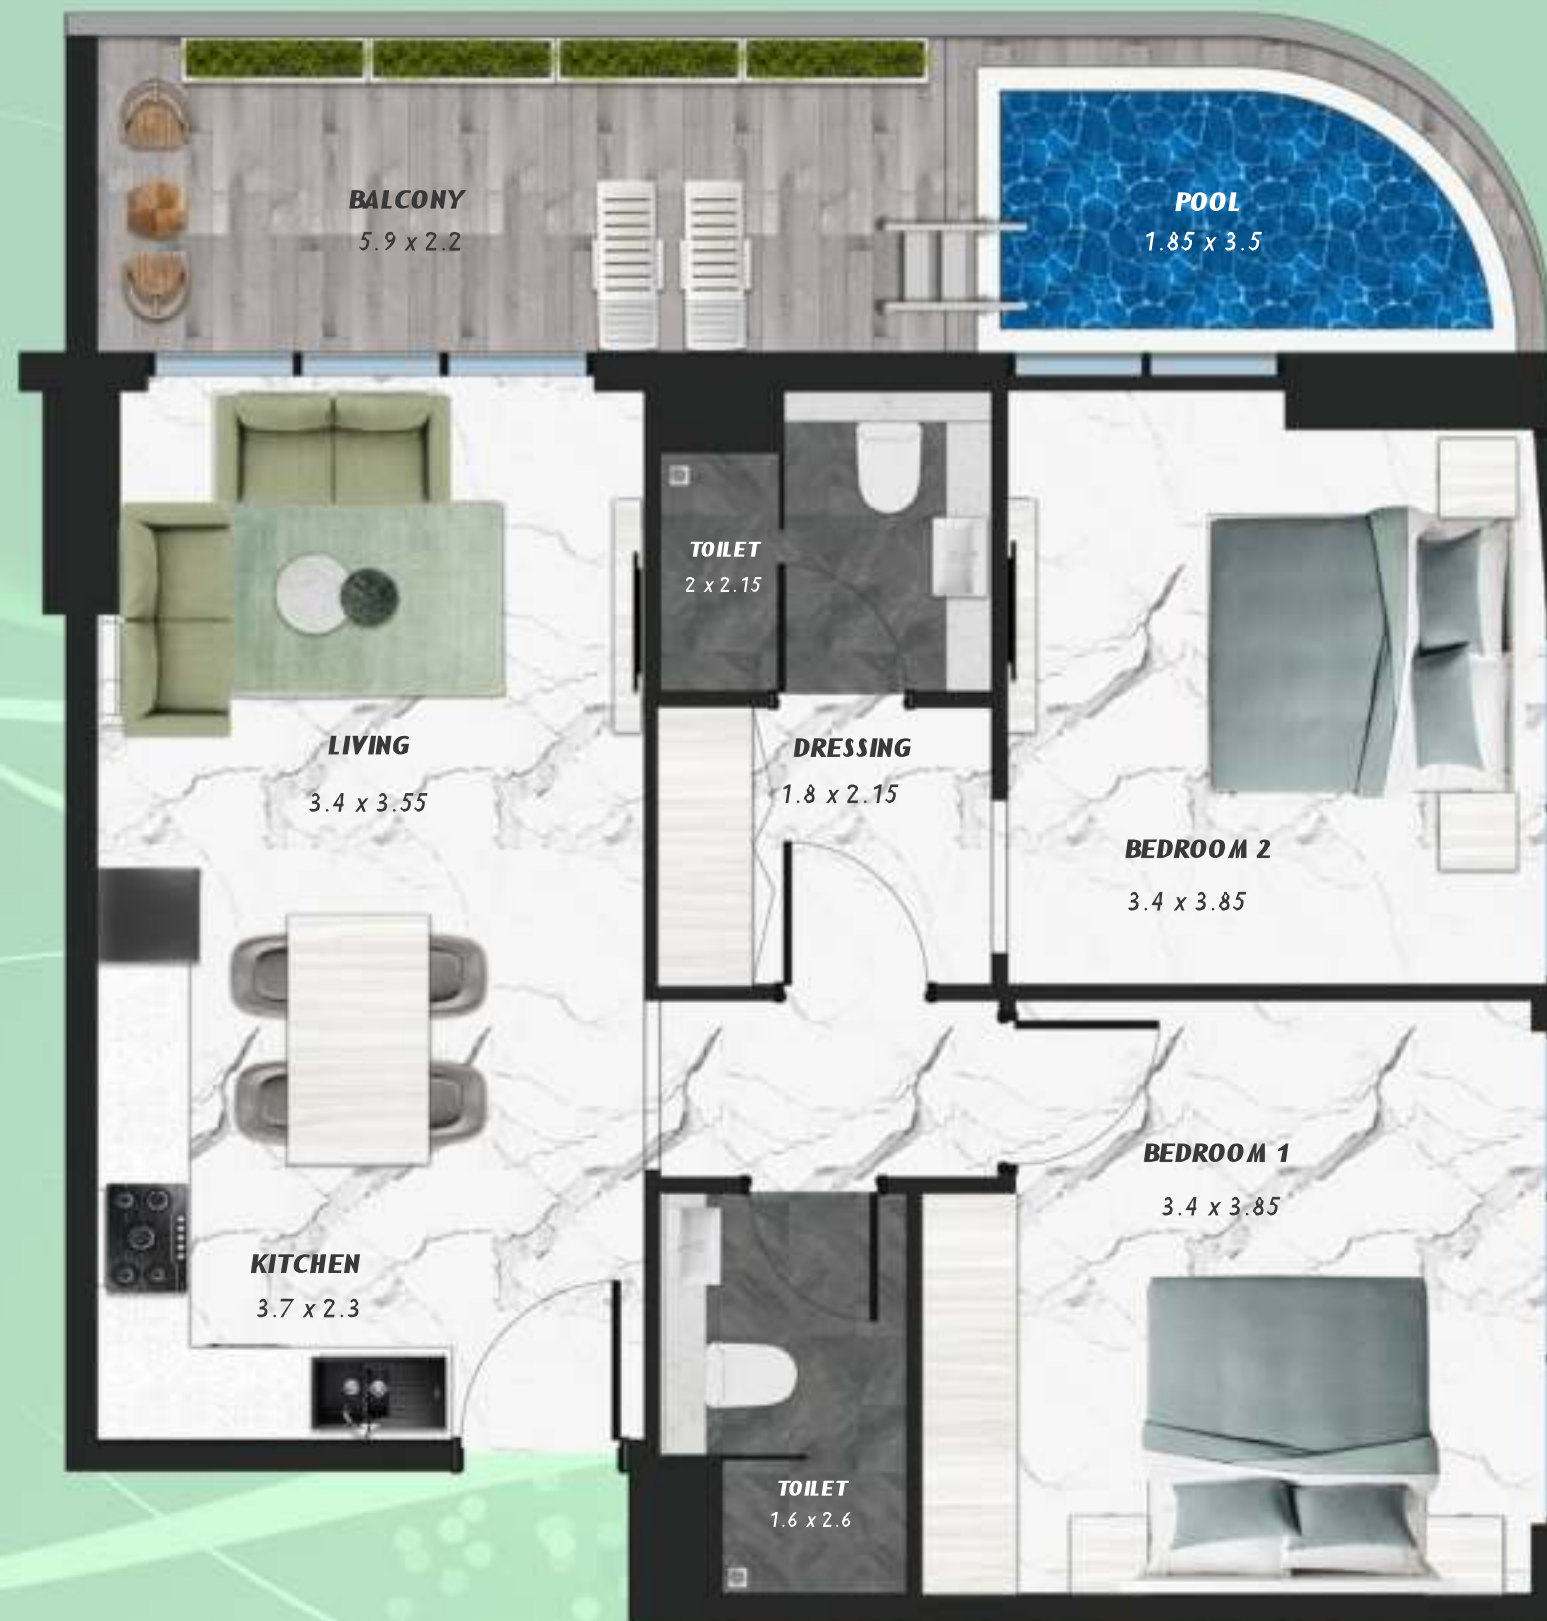 BALCONY
5.9 x 2.2
POOL
1.85 x 3.5
TOILET
2 x 2.15
LIVING
3.4 x 3.55
DRESSING
1.8 x 2.15
BEDROOM 2
3.4 x 3.85
BEDROOM 1
3.4 x 3.85
KITCHEN
3.7 x 2.3
TOILET
1.6 x 2.6